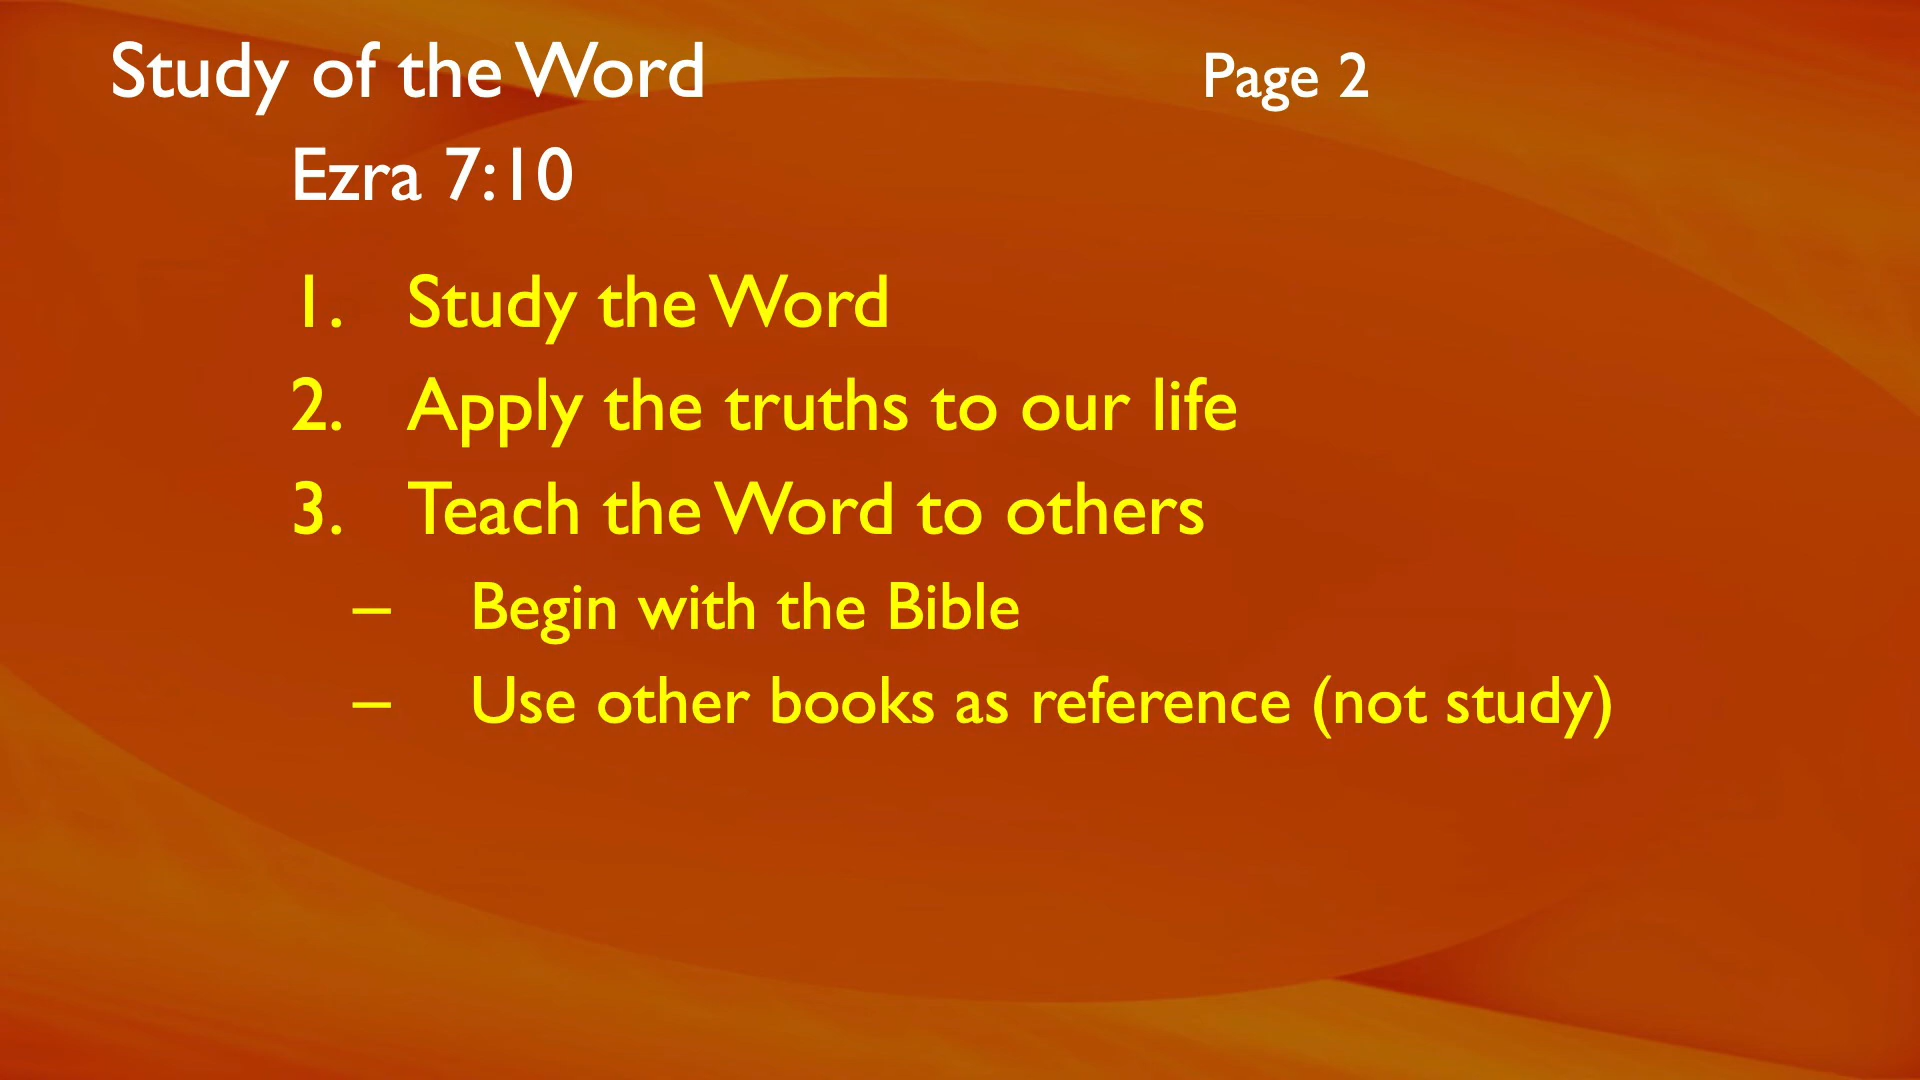 Study of the Word Page 2
Ezra 7:10
1. Study the Word
2. Apply the truths to our life
3. Teach the Word to others
– Begin with the Bible
– Use other books as reference (not study)